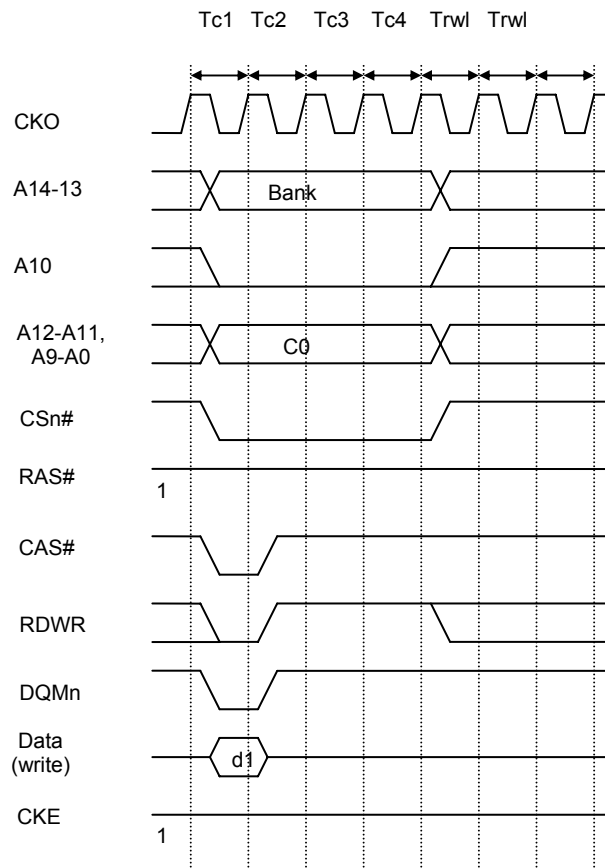 Tc1 Tc2 Tc3 Tc4 Trwl Trwl
CKO
A14-13
Bank
A10
A12-A11,
A9-A0
C0
CSn#
RAS#
1
CAS#
RDWR
DQMn
Data
(write)
d1
CKE
1